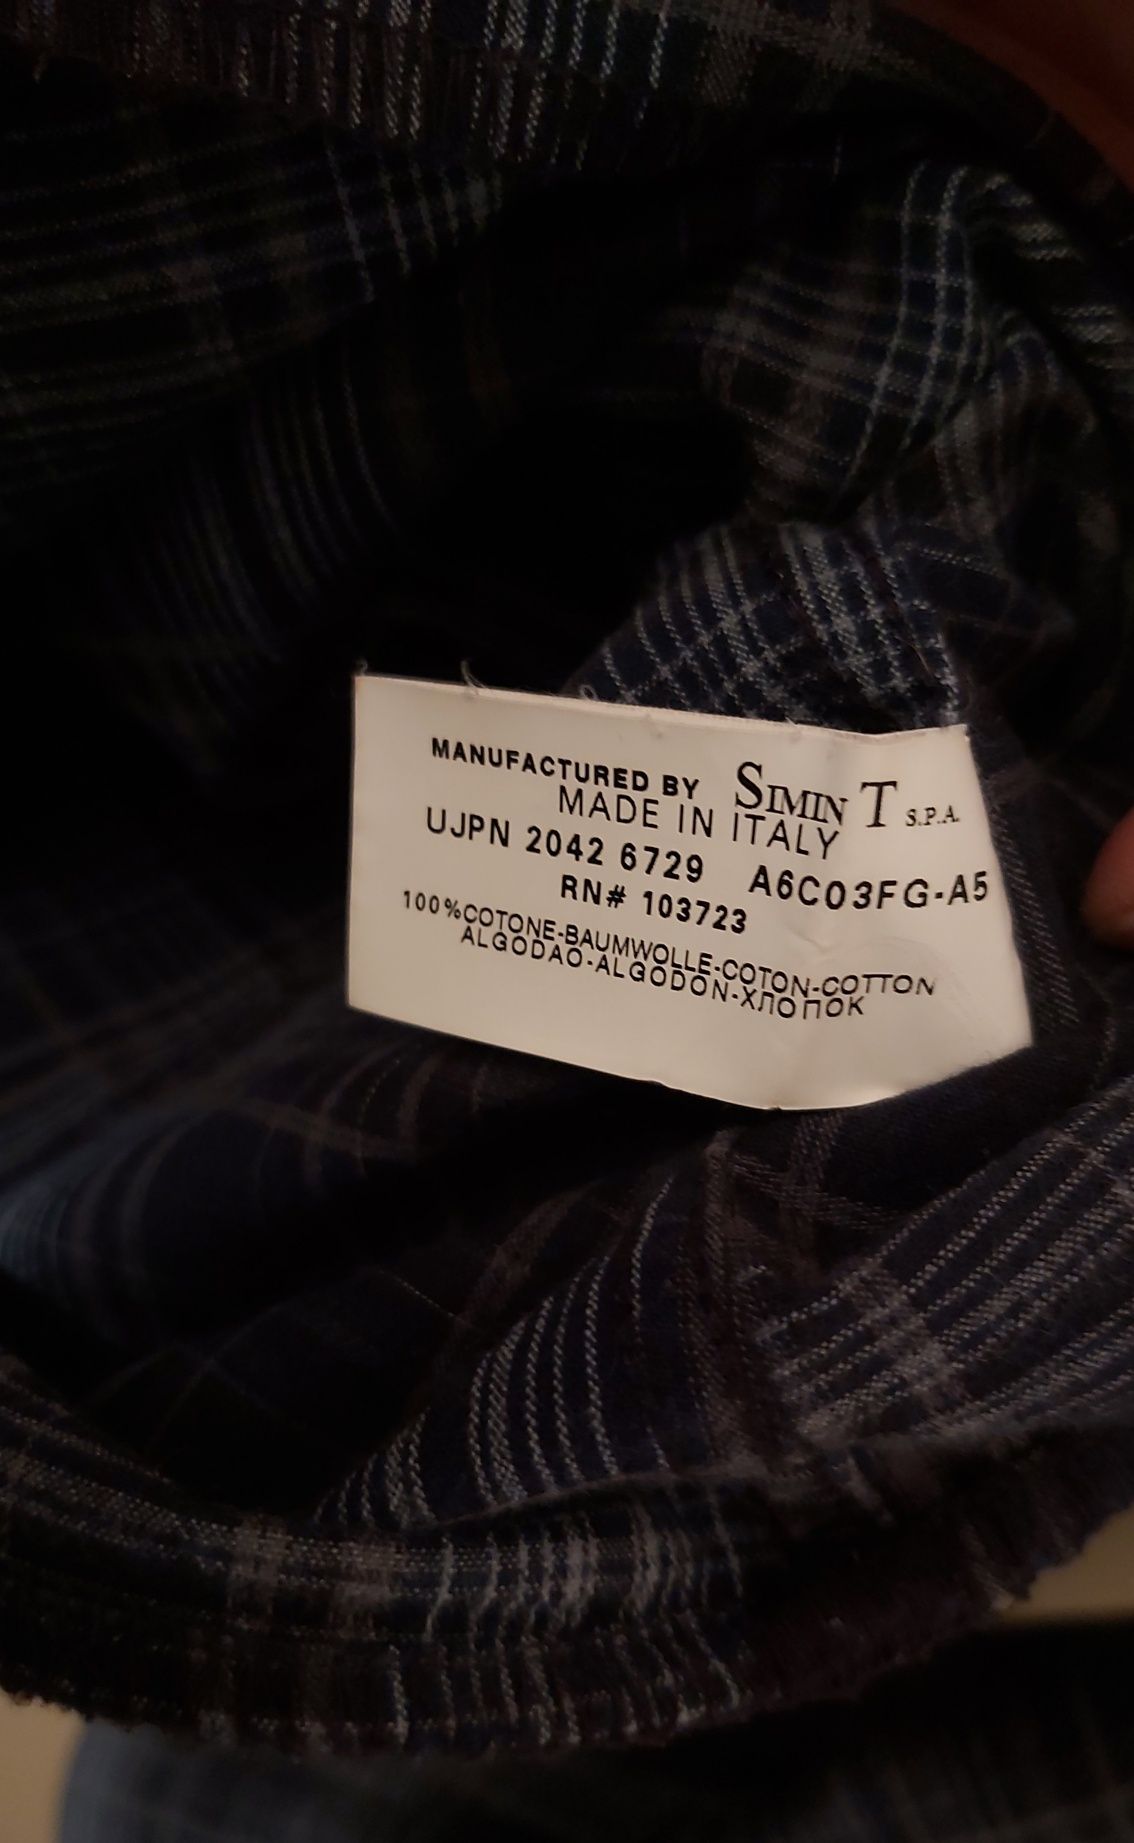 MANUFACTURED BY SIMIN T S.P.A.
MADE IN ITALY
UJPN 2042 6729 A6C03FG-A5
RN# 103723
100%COTONE-BAUMWOLLE-COTON-COTTON
ALGODAO-ALGODON-ХЛОПОК